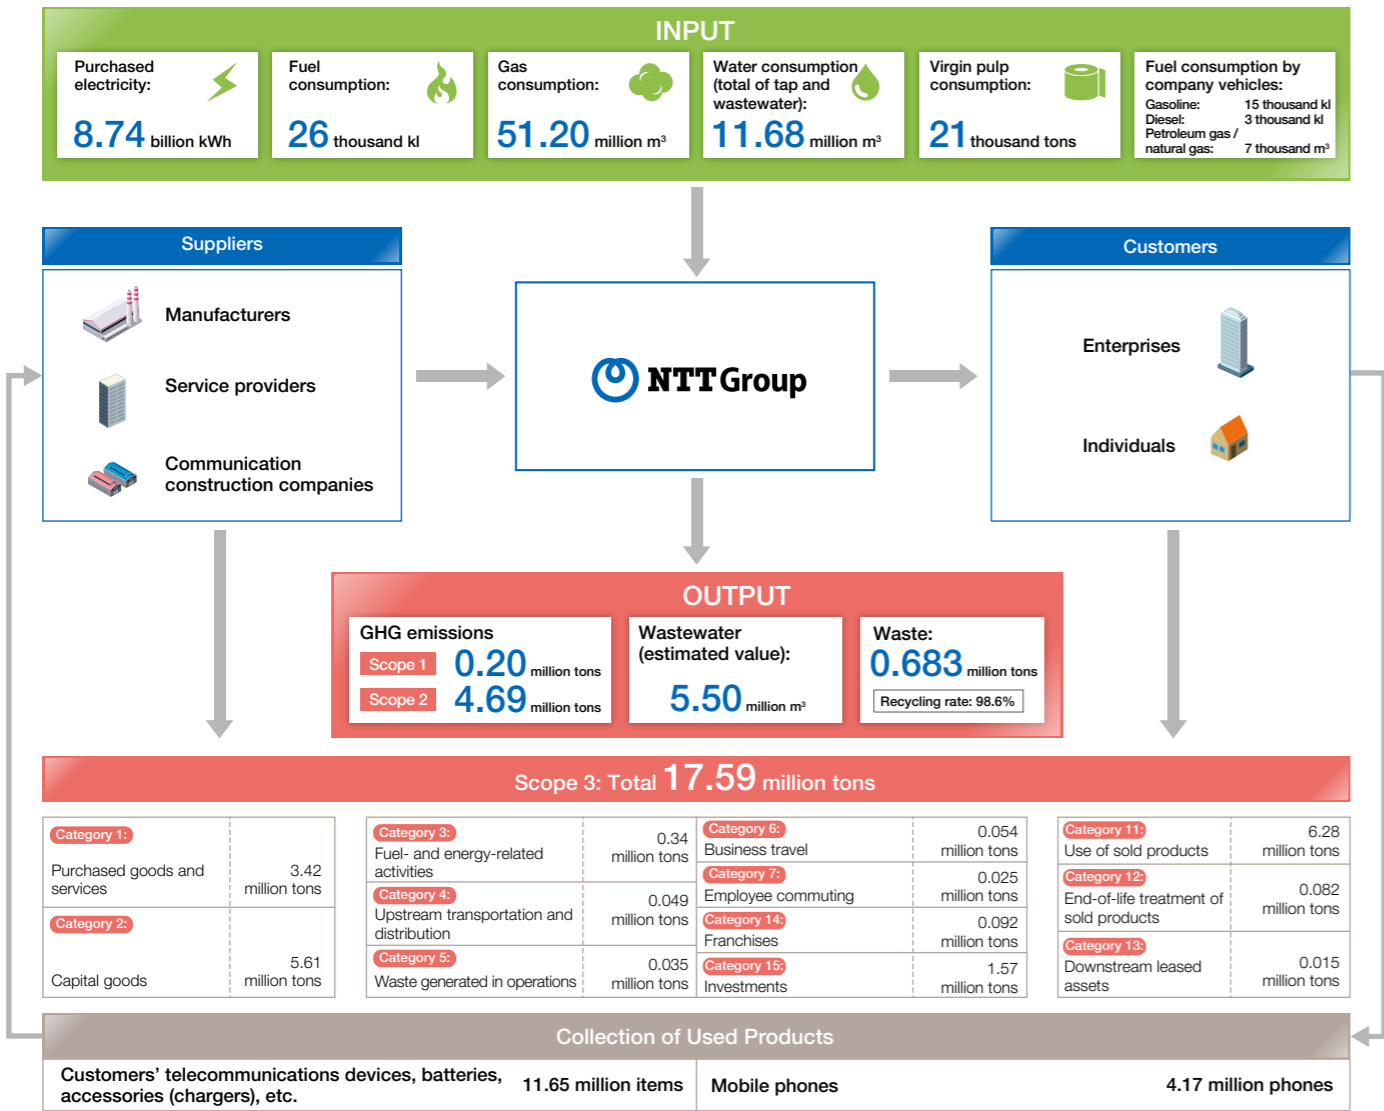 INPUT
Purchased
electricity:
8.74 billion kWh
Fuel
consumption:
26 thousand kl
Gas
consumption:
51.20 million m³
Water consumption
(total of tap and
wastewater):
11.68 million m³
Virgin pulp
consumption:
21 thousand tons
Fuel consumption by
company vehicles:
Gasoline: 15 thousand kl
Diesel: 3 thousand kl
Petroleum gas /
natural gas: 7 thousand m³
Suppliers
Manufacturers
Service providers
Communication
construction companies
NTT Group
Customers
Enterprises
Individuals
OUTPUT
GHG emissions
Scope 1 0.20 million tons
Scope 2 4.69 million tons
Wastewater
(estimated value):
5.50 million m³
Waste:
0.683 million tons
Recycling rate: 98.6%
Scope 3: Total 17.59 million tons
Category 1:
Purchased goods and
services
3.42
million tons
Category 2:
Capital goods
5.61
million tons
Category 3:
Fuel- and energy-related
activities
0.34
million tons
Category 4:
Upstream transportation and
distribution
0.049
million tons
Category 5:
Waste generated in operations
0.035
million tons
Category 6:
Business travel
0.054
million tons
Category 7:
Employee commuting
0.025
million tons
Category 14:
Franchises
0.092
million tons
Category 15:
Investments
1.57
million tons
Category 11:
Use of sold products
6.28
million tons
Category 12:
End-of-life treatment of
sold products
0.082
million tons
Category 13:
Downstream leased
assets
0.015
million tons
Collection of Used Products
Customers’ telecommunications devices, batteries,
accessories (chargers), etc.
11.65 million items
Mobile phones
4.17 million phones